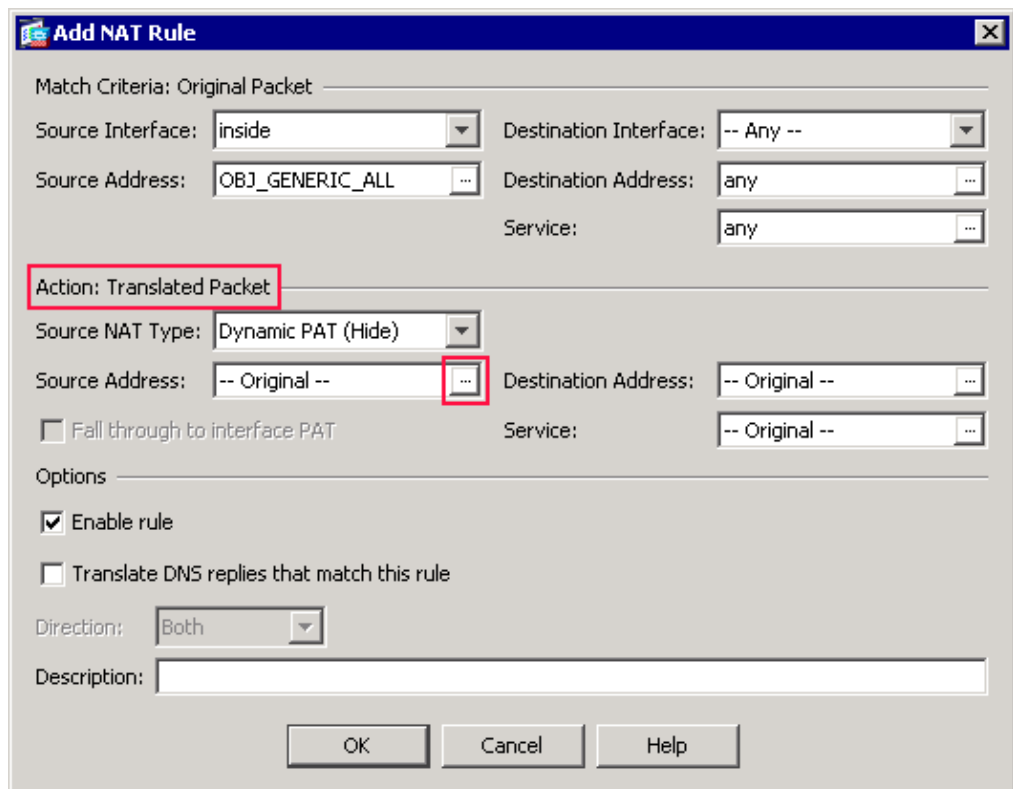 Add NAT Rule
Match Criteria: Original Packet
Source Interface: inside Destination Interface: -- Any --
Source Address: OBJ_GENERIC_ALL ... Destination Address: any ...
Service: any ...
Action: Translated Packet
Source NAT Type: Dynamic PAT (Hide)
Source Address: -- Original -- ... Destination Address: -- Original -- ...
Fall through to interface PAT Service: -- Original -- ...
Options
Enable rule
Translate DNS replies that match this rule
Direction: Both
Description:
OK Cancel Help